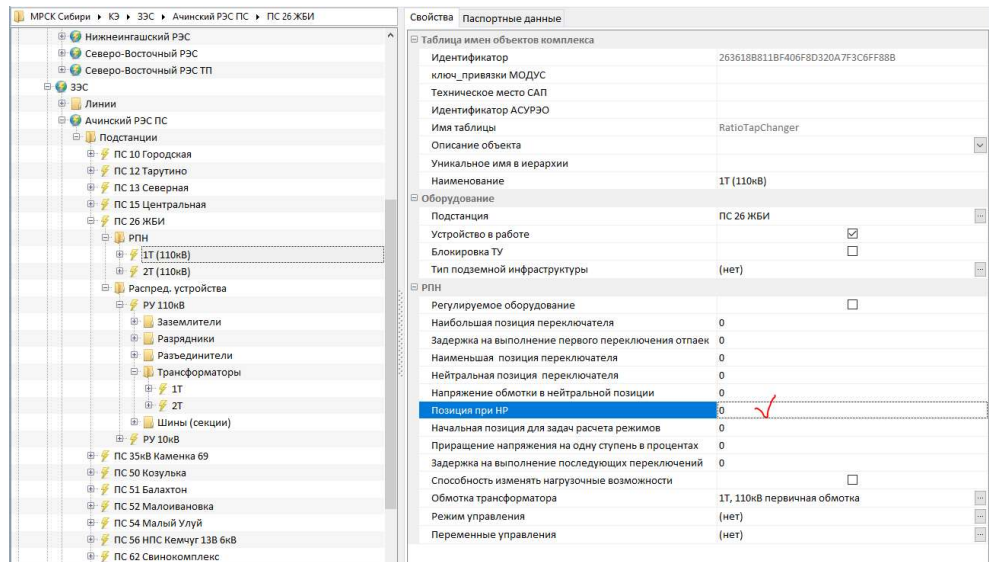 МРСК Сибири ▸ КЭ ▸ ЗЭС ▸ Ачинский РЭС ПС ▸ ПС 26 ЖБИ
Нижнеингашский РЭС
Северо-Восточный РЭС
Северо-Восточный РЭС ТП
ЗЭС
Линии
Ачинский РЭС ПС
Подстанции
ПС 10 Городская
ПС 12 Тарутино
ПС 13 Северная
ПС 15 Центральная
ПС 26 ЖБИ
РПН
1Т (110кВ)
2Т (110кВ)
Распред. устройства
РУ 110кВ
Заземлители
Разрядники
Разъединители
Трансформаторы
1Т
2Т
Шины (секции)
РУ 10кВ
ПС 35кВ Каменка 69
ПС 50 Козулька
ПС 51 Балахтон
ПС 52 Малоивановка
ПС 54 Малый Улуй
ПС 56 НПС Кемчуг 13В 6кВ
ПС 62 Свинокомплекс
Свойства Паспортные данные
Таблица имен объектов комплекса
Идентификатор 263618B811BF406F8D320A7F3C6FF88B
ключ_привязки МОДУС
Техническое место САП
Идентификатор АСУРЭО
Имя таблицы RatioTapChanger
Описание объекта
Уникальное имя в иерархии
Наименование 1Т (110кВ)
Оборудование
Подстанция ПС 26 ЖБИ
Устройство в работе
Блокировка ТУ
Тип подземной инфраструктуры (нет)
РПН
Регулируемое оборудование
Наибольшая позиция переключателя 0
Задержка на выполнение первого переключения отпаек 0
Наименьшая позиция переключателя 0
Нейтральная позиция переключателя 0
Напряжение обмотки в нейтральной позиции 0
Позиция при НР 0
Начальная позиция для задач расчета режимов 0
Приращение напряжения на одну ступень в процентах 0
Задержка на выполнение последующих переключений 0
Способность изменять нагрузочные возможности
Обмотка трансформатора 1Т, 110кВ первичная обмотка
Режим управления (нет)
Переменные управления (нет)